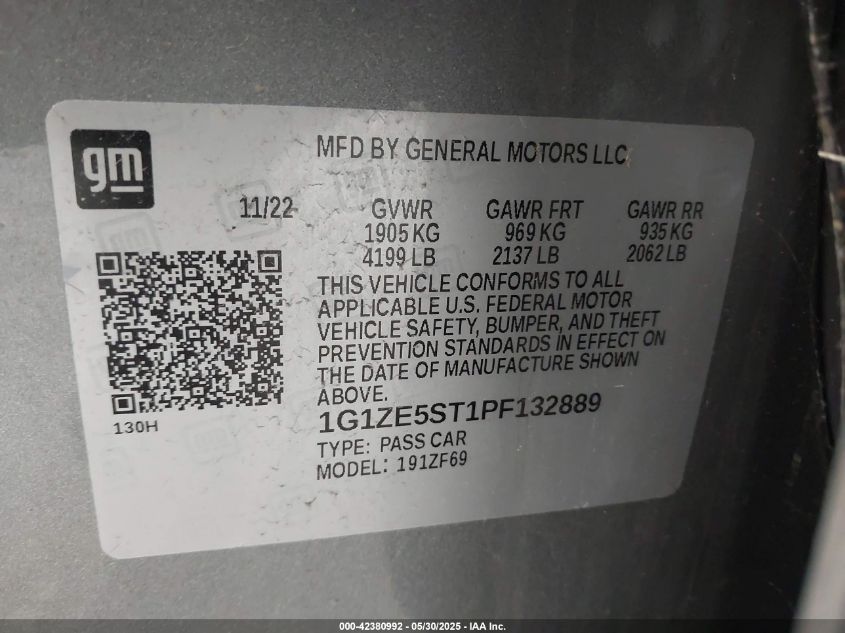 gm
MFD BY GENERAL MOTORS LLC
11/22 GVWR GAWR FRT GAWR RR
1905 KG 969 KG 935 KG
4199 LB 2137 LB 2062 LB
THIS VEHICLE CONFORMS TO ALL
APPLICABLE U.S. FEDERAL MOTOR
VEHICLE SAFETY, BUMPER, AND THEFT
PREVENTION STANDARDS IN EFFECT ON
THE DATE OF MANUFACTURE SHOWN
ABOVE.
130H
1G1ZE5ST1PF132889
TYPE: PASS CAR
MODEL: 191ZF69
000-42380992 — 05/30/2025 - IAA Inc.